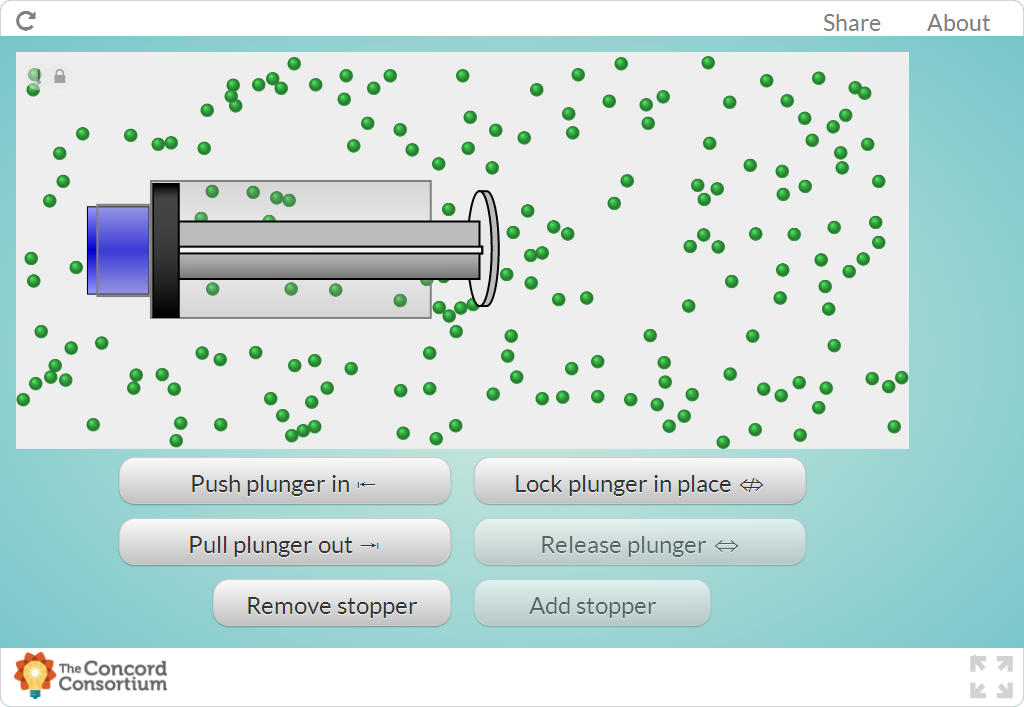 Share About
Push plunger in
Lock plunger in place
Pull plunger out
Release plunger
Remove stopper
Add stopper
The Concord
Consortium